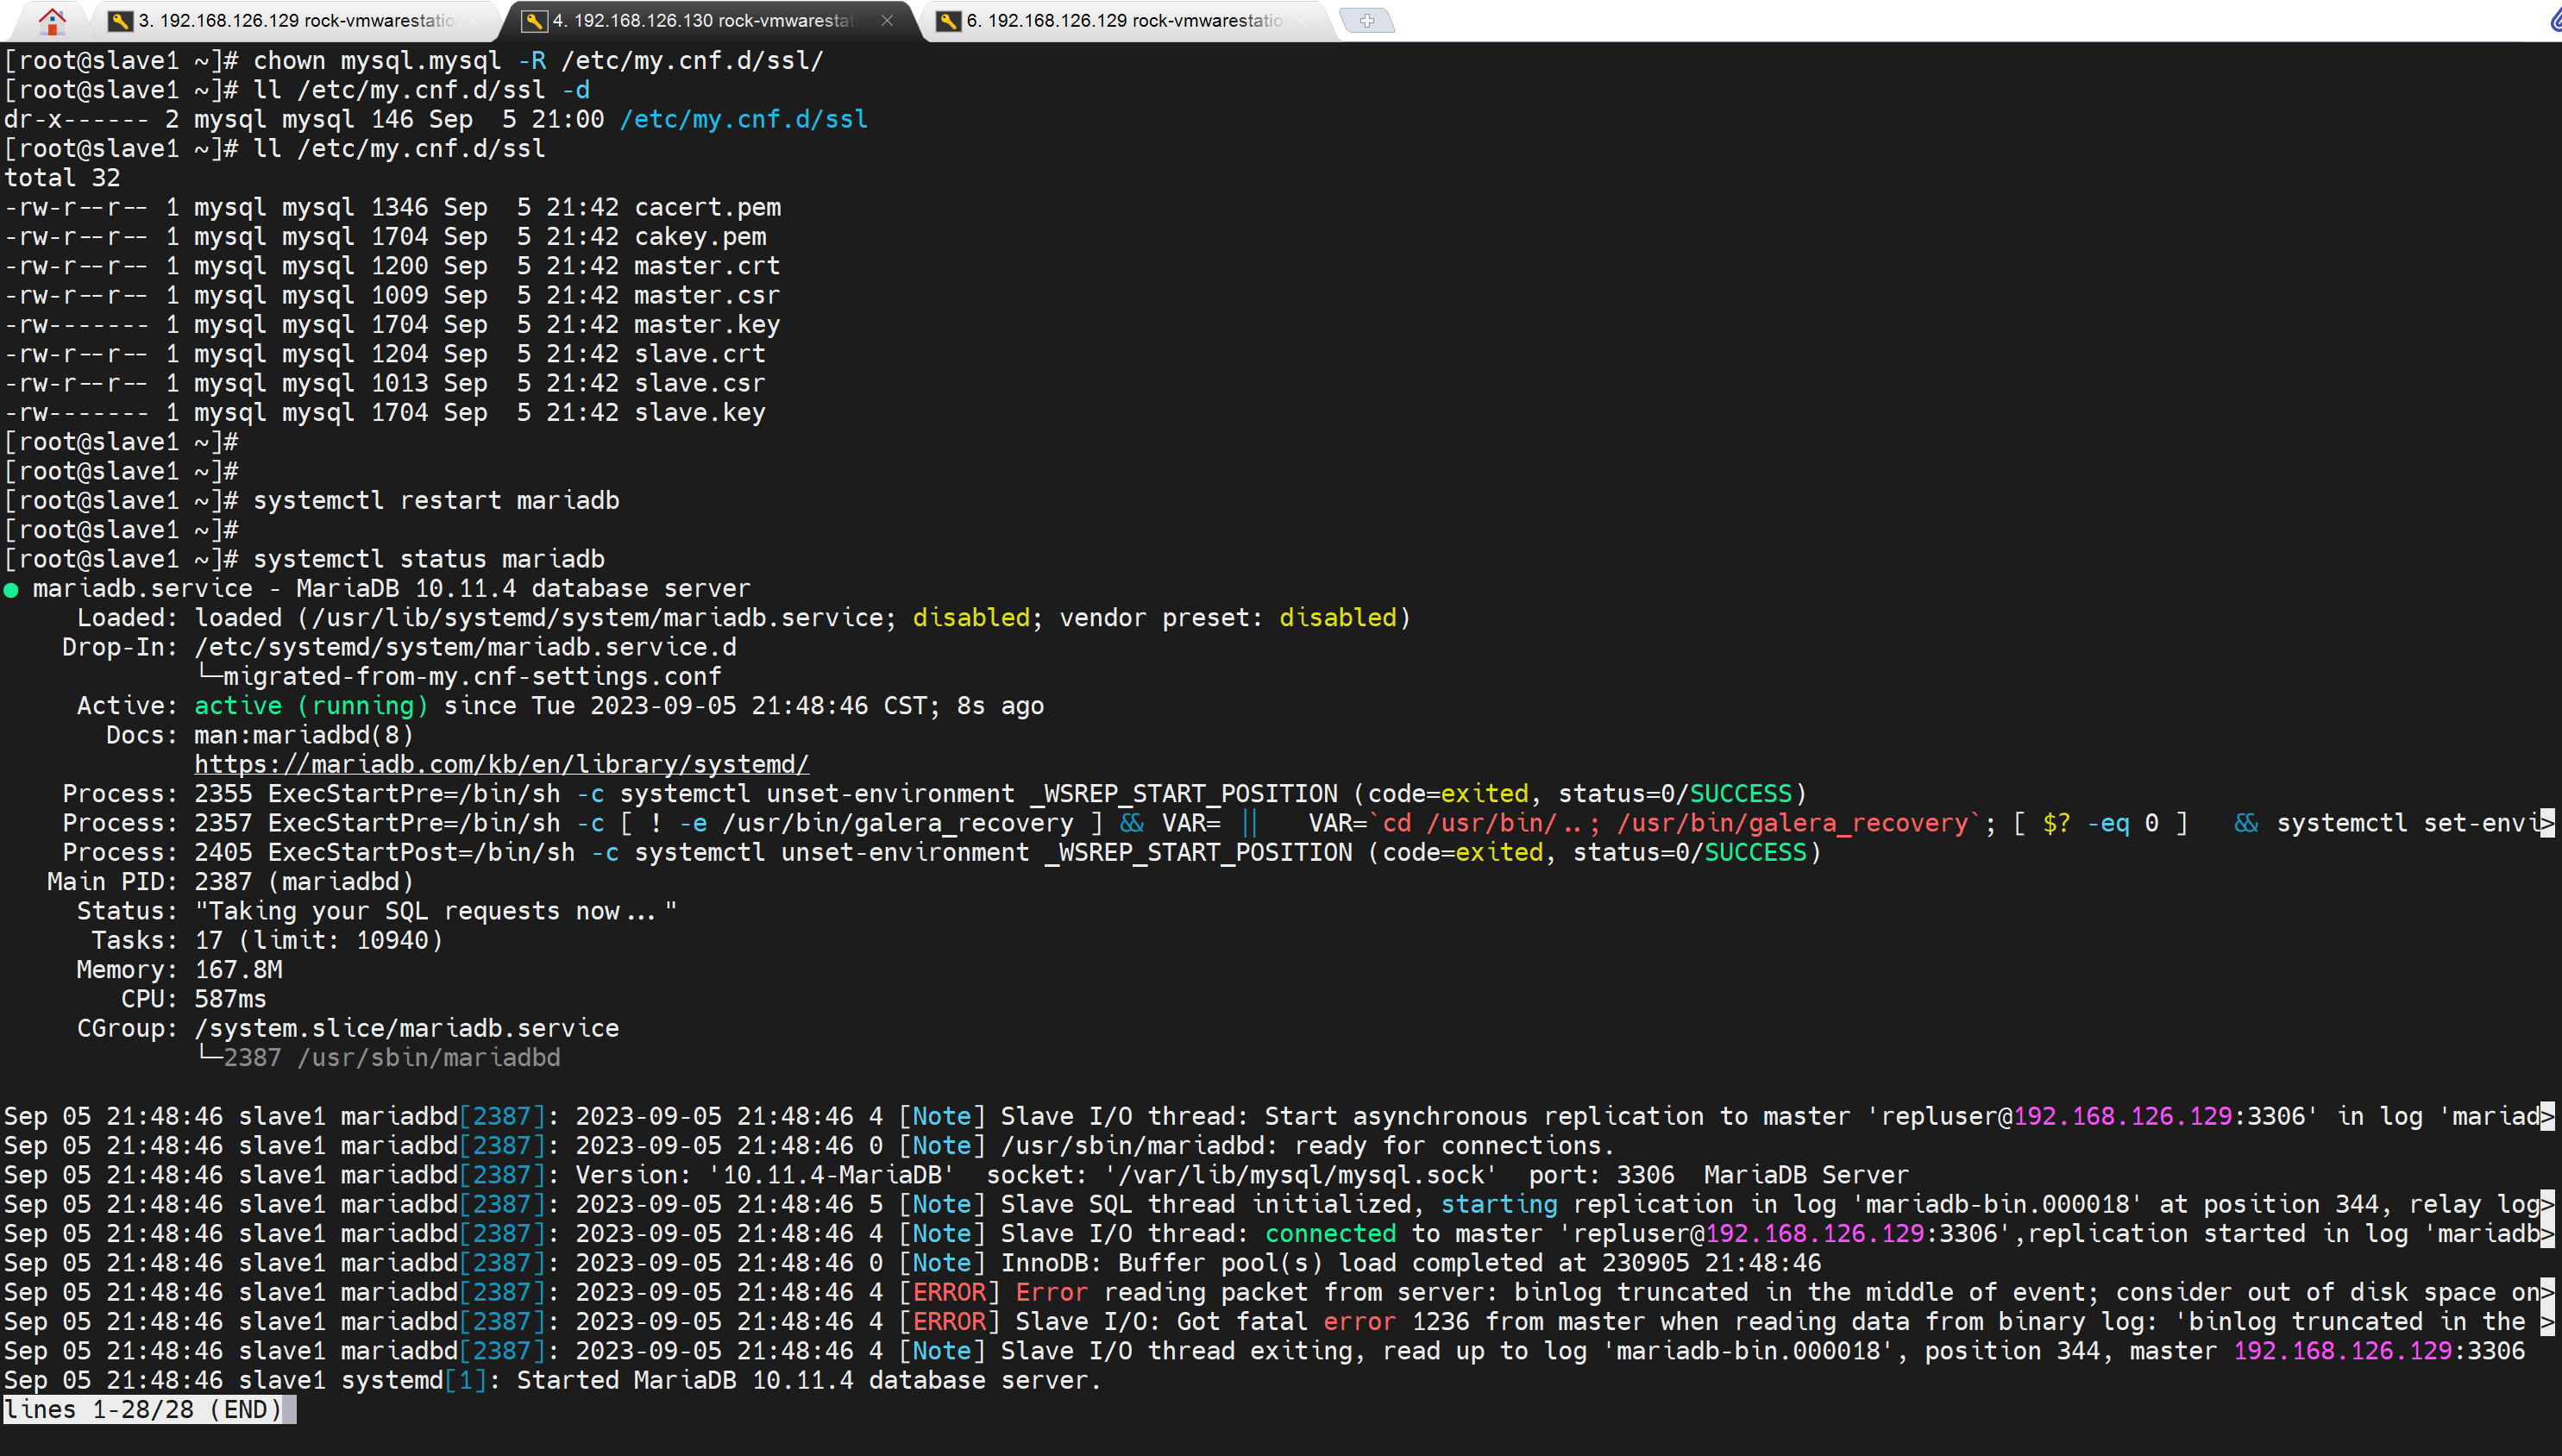 3. 192.168.126.129 rock-vmwarestatio
4. 192.168.126.130 rock-vmwarestati
6. 192.168.126.129 rock-vmwarestatio
[root@slave1 ~]# chown mysql.mysql -R /etc/my.cnf.d/ssl/
[root@slave1 ~]# ll /etc/my.cnf.d/ssl -d
dr-x------ 2 mysql mysql 146 Sep  5 21:00 /etc/my.cnf.d/ssl
[root@slave1 ~]# ll /etc/my.cnf.d/ssl
total 32
-rw-r--r-- 1 mysql mysql 1346 Sep  5 21:42 cacert.pem
-rw-r--r-- 1 mysql mysql 1704 Sep  5 21:42 cakey.pem
-rw-r--r-- 1 mysql mysql 1200 Sep  5 21:42 master.crt
-rw-r--r-- 1 mysql mysql 1009 Sep  5 21:42 master.csr
-rw------- 1 mysql mysql 1704 Sep  5 21:42 master.key
-rw-r--r-- 1 mysql mysql 1204 Sep  5 21:42 slave.crt
-rw-r--r-- 1 mysql mysql 1013 Sep  5 21:42 slave.csr
-rw------- 1 mysql mysql 1704 Sep  5 21:42 slave.key
[root@slave1 ~]#
[root@slave1 ~]#
[root@slave1 ~]# systemctl restart mariadb
[root@slave1 ~]#
[root@slave1 ~]# systemctl status mariadb
● mariadb.service - MariaDB 10.11.4 database server
     Loaded: loaded (/usr/lib/systemd/system/mariadb.service; disabled; vendor preset: disabled)
    Drop-In: /etc/systemd/system/mariadb.service.d
             └─migrated-from-my.cnf-settings.conf
     Active: active (running) since Tue 2023-09-05 21:48:46 CST; 8s ago
       Docs: man:mariadbd(8)
             https://mariadb.com/kb/en/library/systemd/
    Process: 2355 ExecStartPre=/bin/sh -c systemctl unset-environment _WSREP_START_POSITION (code=exited, status=0/SUCCESS)
    Process: 2357 ExecStartPre=/bin/sh -c [ ! -e /usr/bin/galera_recovery ] && VAR= ||   VAR=`cd /usr/bin/..; /usr/bin/galera_recovery`; [ $? -eq 0 ]   && systemctl set-envi>
    Process: 2405 ExecStartPost=/bin/sh -c systemctl unset-environment _WSREP_START_POSITION (code=exited, status=0/SUCCESS)
   Main PID: 2387 (mariadbd)
     Status: "Taking your SQL requests now..."
      Tasks: 17 (limit: 10940)
     Memory: 167.8M
        CPU: 587ms
     CGroup: /system.slice/mariadb.service
             └─2387 /usr/sbin/mariadbd
Sep 05 21:48:46 slave1 mariadbd[2387]: 2023-09-05 21:48:46 4 [Note] Slave I/O thread: Start asynchronous replication to master 'repluser@192.168.126.129:3306' in log 'mariad>
Sep 05 21:48:46 slave1 mariadbd[2387]: 2023-09-05 21:48:46 0 [Note] /usr/sbin/mariadbd: ready for connections.
Sep 05 21:48:46 slave1 mariadbd[2387]: Version: '10.11.4-MariaDB'  socket: '/var/lib/mysql/mysql.sock'  port: 3306  MariaDB Server
Sep 05 21:48:46 slave1 mariadbd[2387]: 2023-09-05 21:48:46 5 [Note] Slave SQL thread initialized, starting replication in log 'mariadb-bin.000018' at position 344, relay log>
Sep 05 21:48:46 slave1 mariadbd[2387]: 2023-09-05 21:48:46 4 [Note] Slave I/O thread: connected to master 'repluser@192.168.126.129:3306',replication started in log 'mariadb>
Sep 05 21:48:46 slave1 mariadbd[2387]: 2023-09-05 21:48:46 0 [Note] InnoDB: Buffer pool(s) load completed at 230905 21:48:46
Sep 05 21:48:46 slave1 mariadbd[2387]: 2023-09-05 21:48:46 4 [ERROR] Error reading packet from server: binlog truncated in the middle of event; consider out of disk space on>
Sep 05 21:48:46 slave1 mariadbd[2387]: 2023-09-05 21:48:46 4 [ERROR] Slave I/O: Got fatal error 1236 from master when reading data from binary log: 'binlog truncated in the >
Sep 05 21:48:46 slave1 mariadbd[2387]: 2023-09-05 21:48:46 4 [Note] Slave I/O thread exiting, read up to log 'mariadb-bin.000018', position 344, master 192.168.126.129:3306
Sep 05 21:48:46 slave1 systemd[1]: Started MariaDB 10.11.4 database server.
lines 1-28/28 (END)